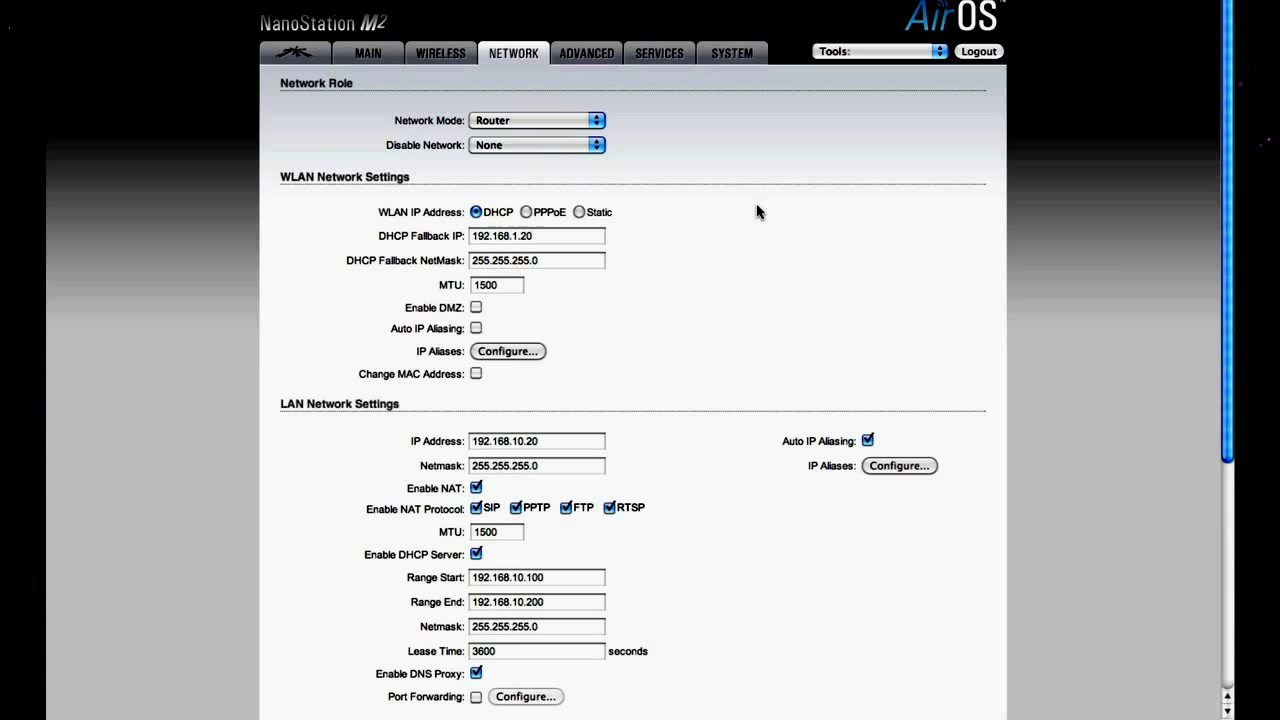 NanoStation M2
AirOS™
MAIN WIRELESS NETWORK ADVANCED SERVICES SYSTEM Tools: Logout
Network Role
Network Mode: Router
Disable Network: None
WLAN Network Settings
WLAN IP Address: DHCP PPPoE Static
DHCP Fallback IP: 192.168.1.20
DHCP Fallback NetMask: 255.255.255.0
MTU: 1500
Enable DMZ:
Auto IP Aliasing:
IP Aliases: Configure...
Change MAC Address:
LAN Network Settings
IP Address: 192.168.10.20 Auto IP Aliasing:
Netmask: 255.255.255.0 IP Aliases: Configure...
Enable NAT:
Enable NAT Protocol: SIP PPTP FTP RTSP
MTU: 1500
Enable DHCP Server:
Range Start: 192.168.10.100
Range End: 192.168.10.200
Netmask: 255.255.255.0
Lease Time: 3600 seconds
Enable DNS Proxy:
Port Forwarding: Configure...